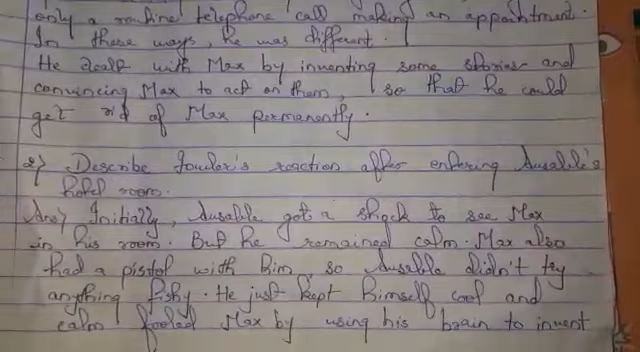 only a routine telephone call making an appointment.
In these ways, he was different.
He dealt with Max by inventing some stories and
convincing Max to act on them, so that he could
get rid of Max permanently.
2) Describe Fowler's reaction after entering Ausable's
hotel room.
Ans) Initially, Ausable got a shock to see Max
in his room. But he remained calm. Max also
had a pistol with him, so Ausable didn't try
anything fishy. He just kept himself cool and
calm fooled Max by using his brain to invent